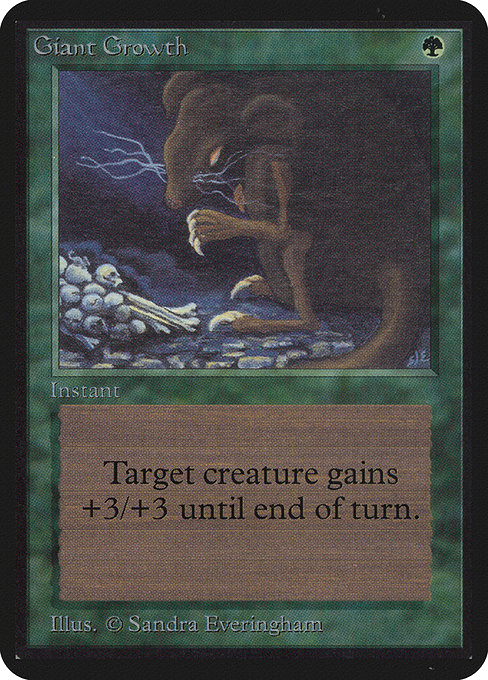 Giant Growth
Instant
Target creature gains
+3/+3 until end of turn.
Illus. © Sandra Everingham